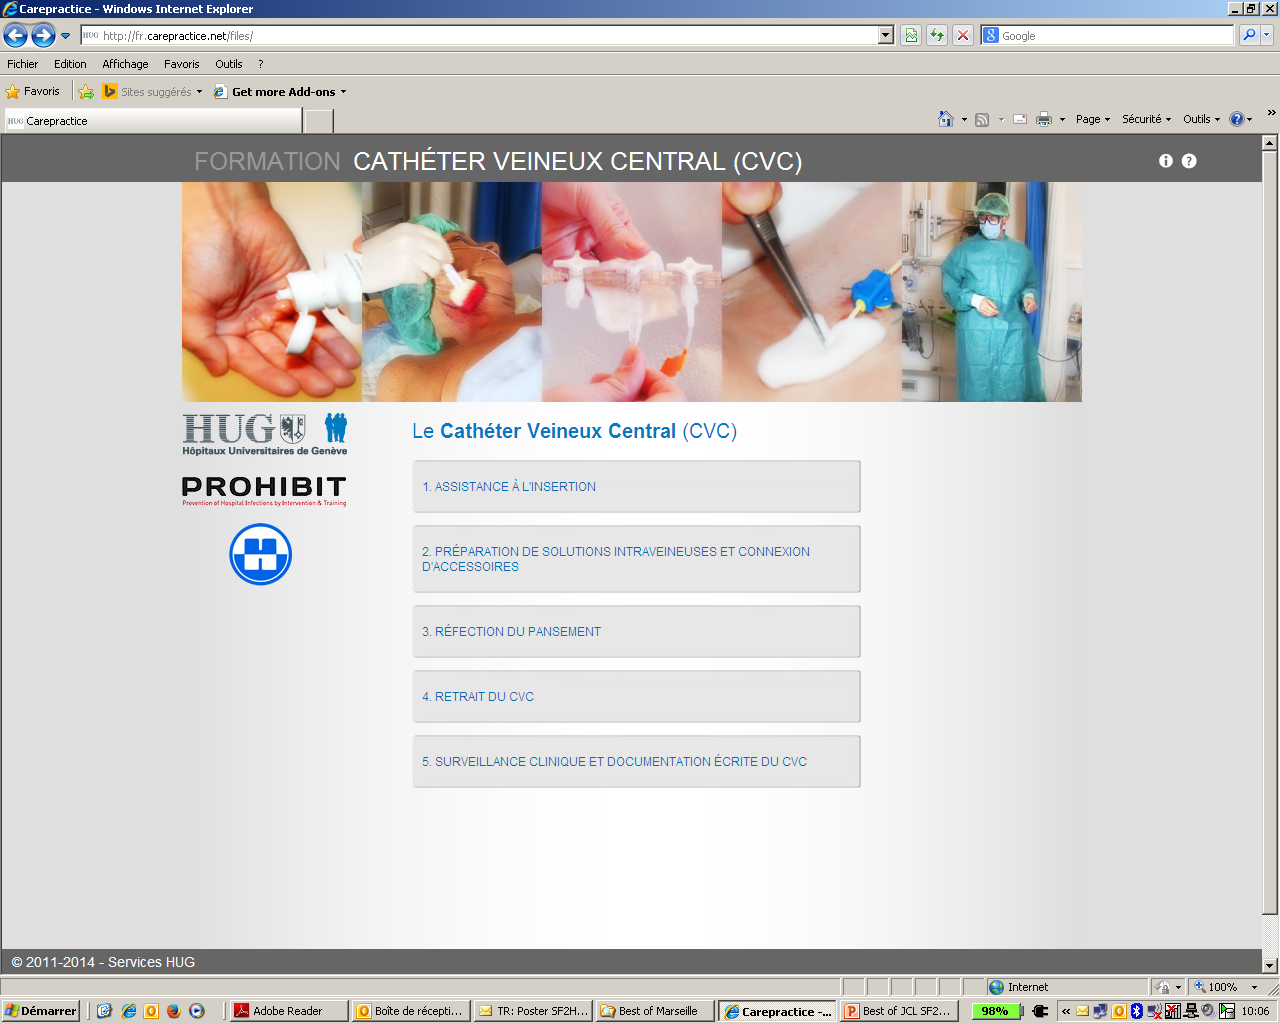 Carepractice - Windows Internet Explorer
HUG http://fr.carepractice.net/files/
Google
Fichier Edition Affichage Favoris Outils ?
Favoris Sites suggérés Get more Add-ons
HUG Carepractice
Page Sécurité Outils
FORMATION CATHÉTER VEINEUX CENTRAL (CVC)
HUG
Hôpitaux Universitaires de Genève
PROHIBIT
Prevention of Hospital Infections by Intervention & Training
Le Cathéter Veineux Central (CVC)
1. ASSISTANCE À L'INSERTION
2. PRÉPARATION DE SOLUTIONS INTRAVEINEUSES ET CONNEXION
D'ACCESSOIRES
3. RÉFECTION DU PANSEMENT
4. RETRAIT DU CVC
5. SURVEILLANCE CLINIQUE ET DOCUMENTATION ÉCRITE DU CVC
© 2011-2014 - Services HUG
Internet 100%
Démarrer Adobe Reader Boîte de récepti... TR: Poster SF2H... Best of Marseille Carepractice -... Best of JCL SF2... 98% 10:06